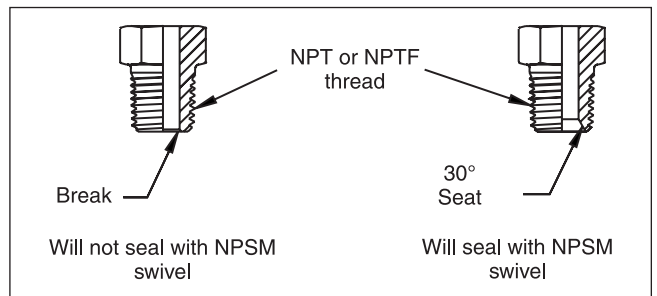 NPT or NPTF
thread
Break
30°
Seat
Will not seal with NPSM
swivel
Will seal with NPSM
swivel